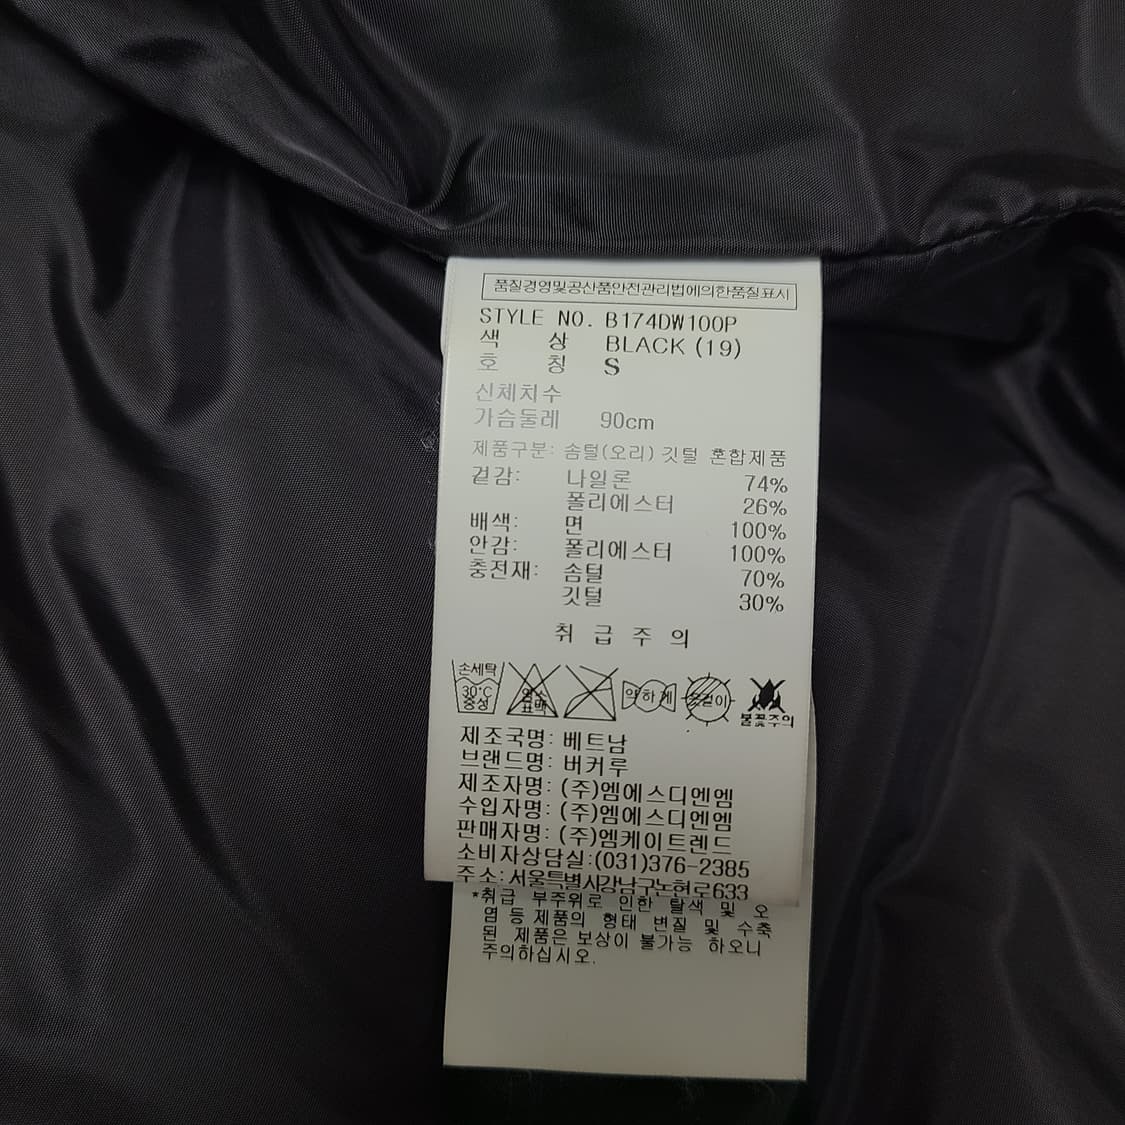 품질경영및공산품안전관리법에의한품질표시
STYLE NO. B174DW100P
색 상 BLACK (19)
호 칭 S
신체치수
가슴둘레 90cm
제품구분: 솜털(오리) 깃털 혼합제품
겉감: 나일론 74%
폴리에스터 26%
배색: 면 100%
안감: 폴리에스터 100%
충전재: 솜털 70%
깃털 30%
취 급 주 의
손세탁
30°C
중성
염소
표백
약하게
옷걸이
불꽃주의
제조국명: 베트남
브랜드명: 버커루
제조자명: (주)엠에스디엔엠
수입자명: (주)엠에스디엔엠
판매자명: (주)엠케이트렌드
소비자상담실:(031)376-2385
주소:서울특별시강남구논현로633
*취급 부주위로 인한 탈색 및 오
염 등 제품의 형태 변질 및 수축
된 제품은 보상이 불가능 하오니
주의하십시오.